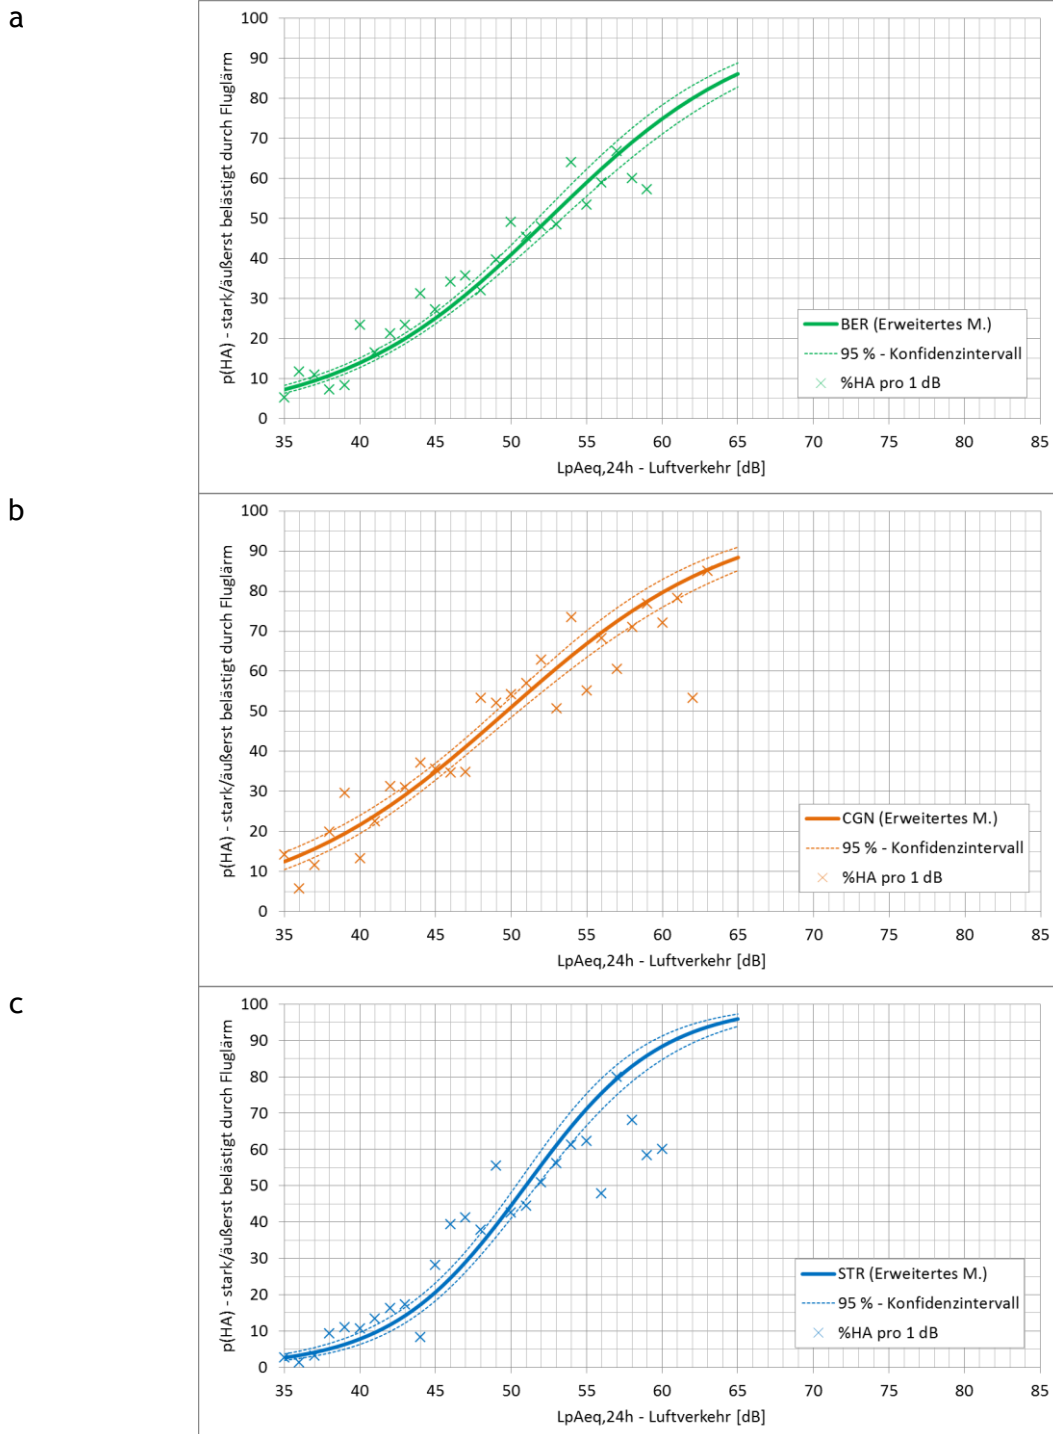 a
p(HA) - stark/äußerst belästigt durch Fluglärm
100
90
80
70
60
50
40
30
20
10
0
35 40 45 50 55 60 65 70 75 80 85
LpAeq,24h - Luftverkehr [dB]
BER (Erweitertes M.)
95 % - Konfidenzintervall
%HA pro 1 dB
b
p(HA) - stark/äußerst belästigt durch Fluglärm
100
90
80
70
60
50
40
30
20
10
0
35 40 45 50 55 60 65 70 75 80 85
LpAeq,24h - Luftverkehr [dB]
CGN (Erweitertes M.)
95 % - Konfidenzintervall
%HA pro 1 dB
c
p(HA) - stark/äußerst belästigt durch Fluglärm
100
90
80
70
60
50
40
30
20
10
0
35 40 45 50 55 60 65 70 75 80 85
LpAeq,24h - Luftverkehr [dB]
STR (Erweitertes M.)
95 % - Konfidenzintervall
%HA pro 1 dB